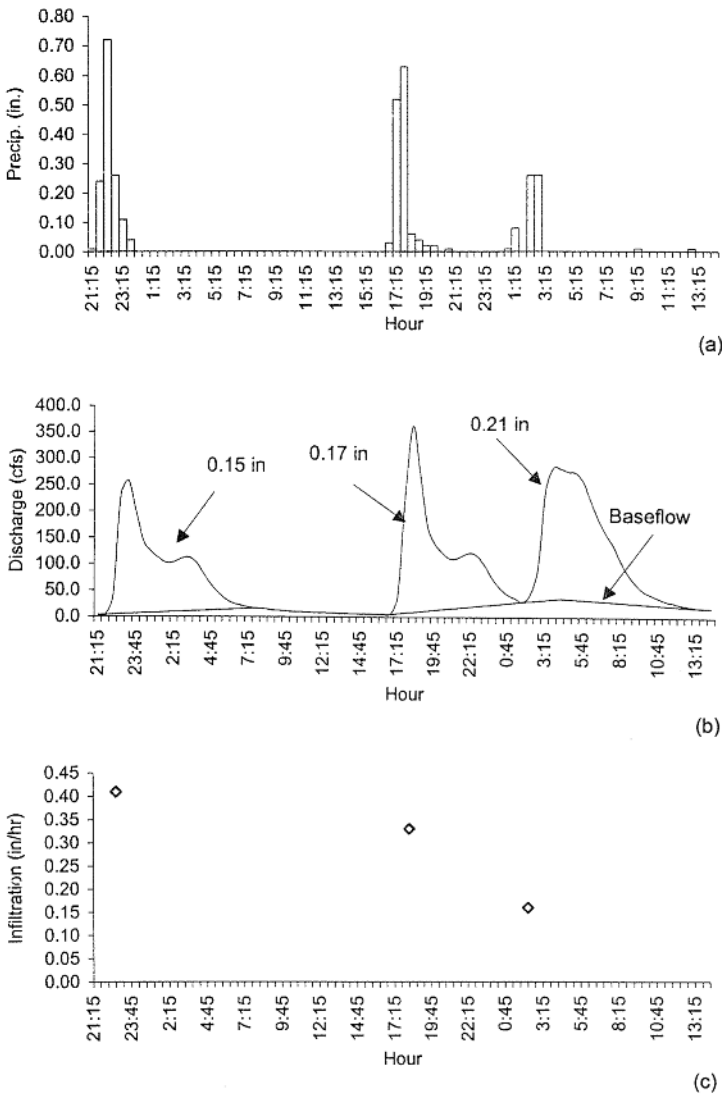 0.80
0.70
0.60
0.50
0.40
0.30
0.20
0.10
0.00
Precip. (in.)
21:15 23:15 1:15 3:15 5:15 7:15 9:15 11:15 13:15 15:15 17:15 19:15 21:15 23:15 1:15 3:15 5:15 7:15 9:15 11:15 13:15
Hour
(a)
400.0
350.0
300.0
250.0
200.0
150.0
100.0
50.0
0.0
Discharge (cfs)
0.15 in
0.17 in
0.21 in
Baseflow
21:15 23:45 2:15 4:45 7:15 9:45 12:15 14:45 17:15 19:45 22:15 0:45 3:15 5:45 8:15 10:45 13:15
Hour
(b)
0.45
0.40
0.35
0.30
0.25
0.20
0.15
0.10
0.05
0.00
Infiltration (in/hr)
21:15 23:45 2:15 4:45 7:15 9:45 12:15 14:45 17:15 19:45 22:15 0:45 3:15 5:45 8:15 10:45 13:15
Hour
(c)